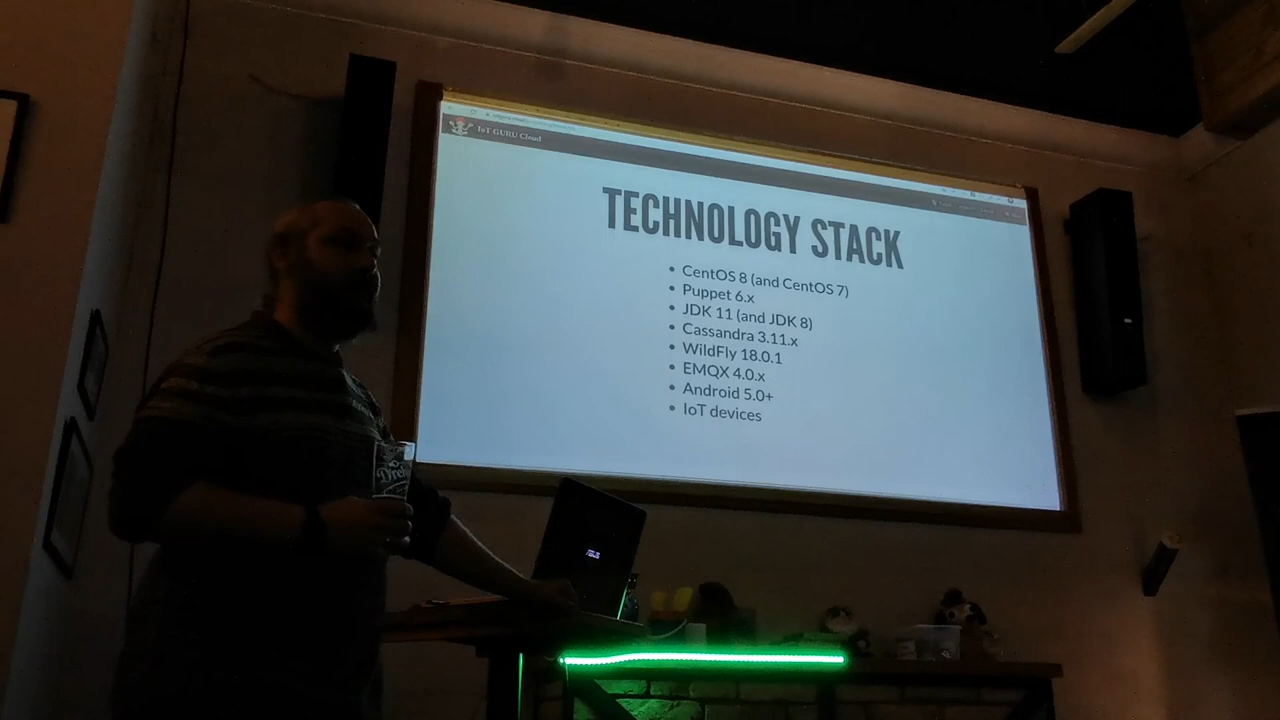 IoT GURU Cloud
TECHNOLOGY STACK
• CentOS 8 (and CentOS 7)
• Puppet 6.x
• JDK 11 (and JDK 8)
• Cassandra 3.11.x
• WildFly 18.0.1
• EMQX 4.0.x
• Android 5.0+
• IoT devices
ASUS